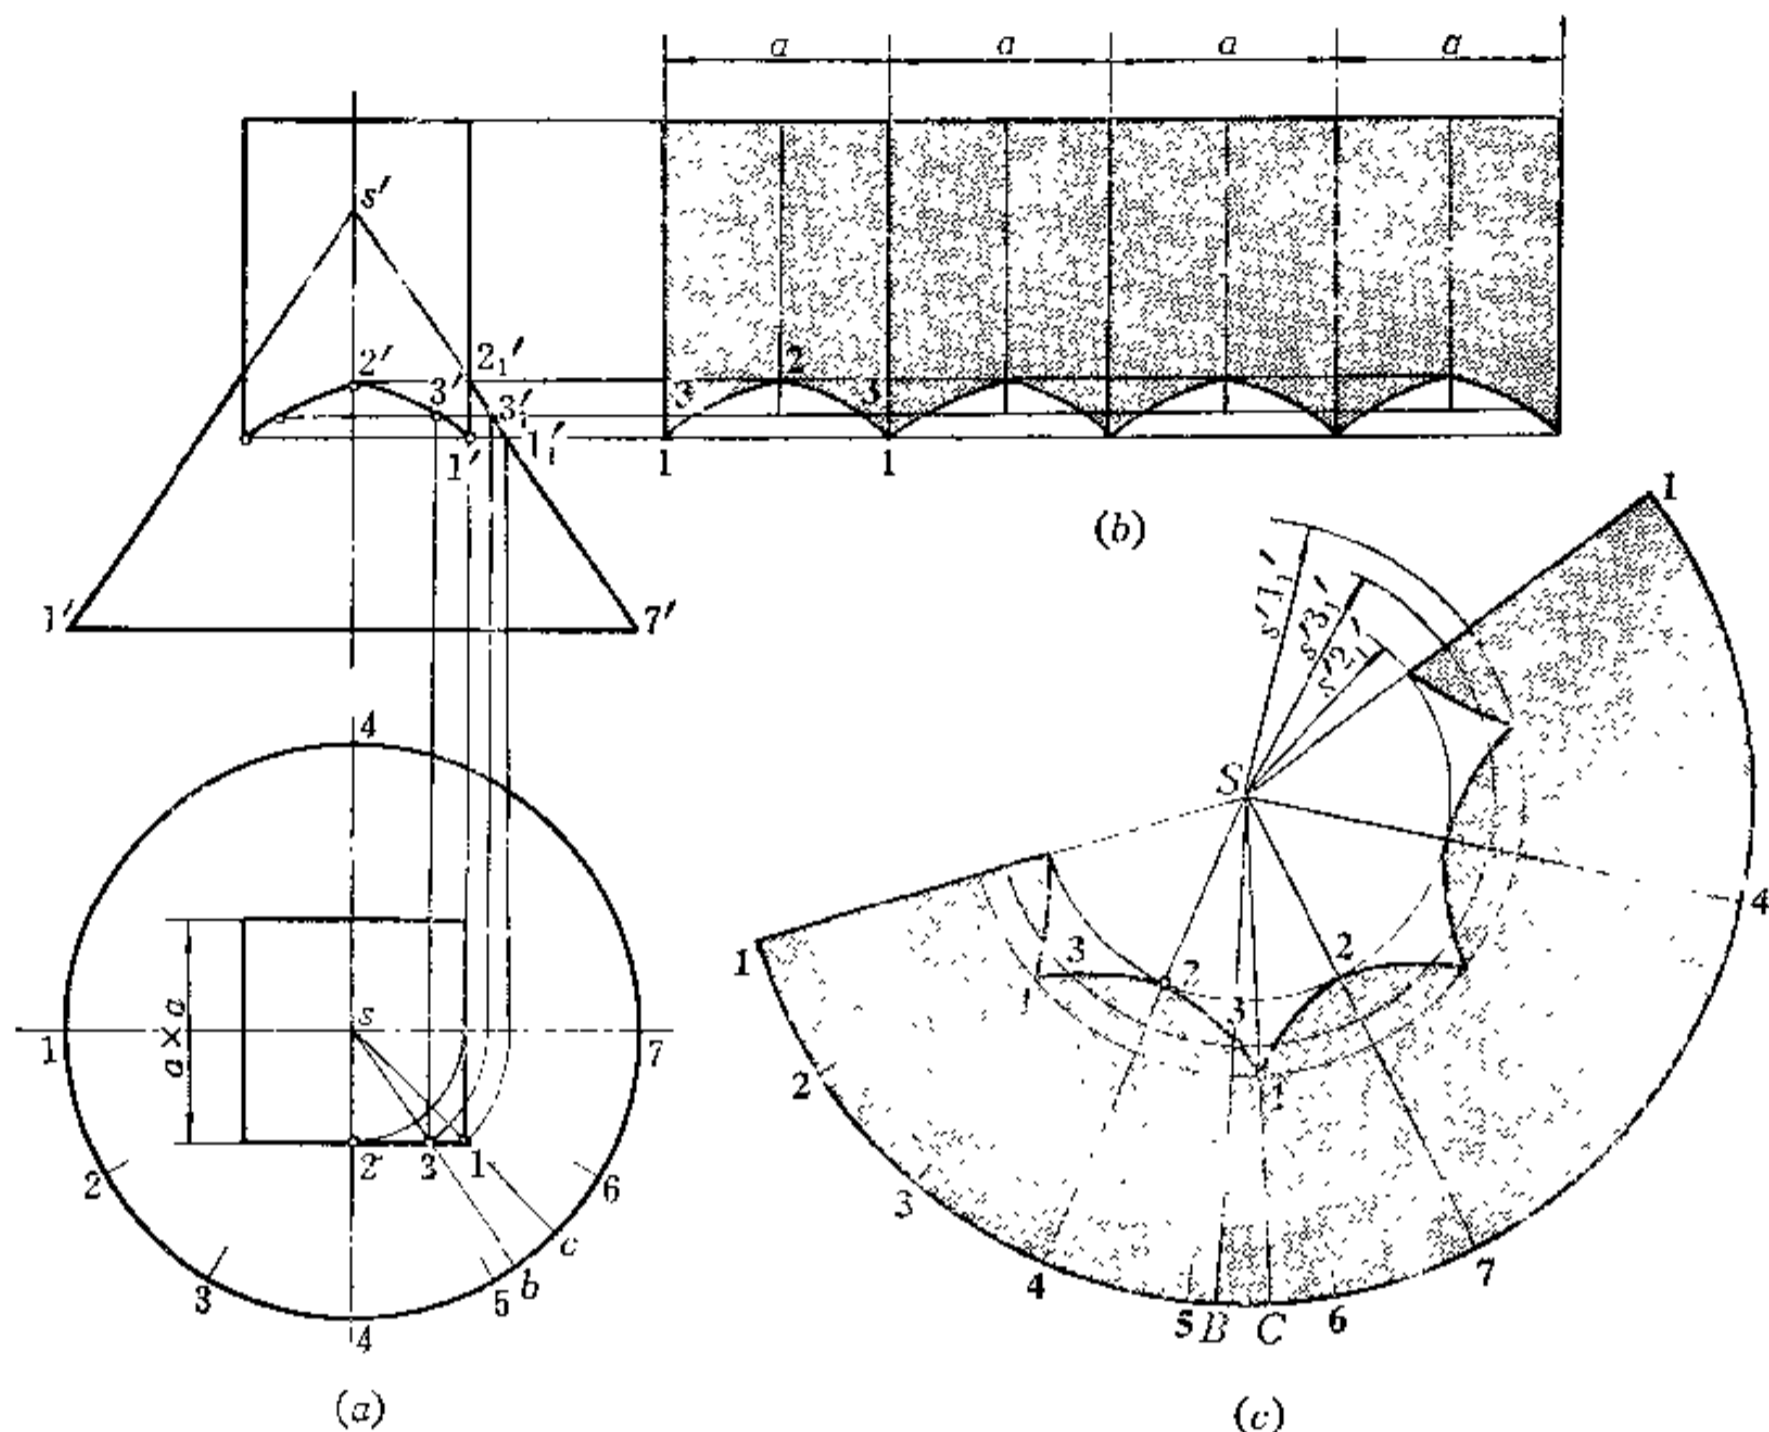 a a a a
s'
2' 2₁'
3' 3₁'
1' 1₁'
3 2 3
1 1
1' 7'
(b)
4
a×a
s
1 7
2 3 1
2 6
c
3 5 b
4
(a)
1
s'1₁'
s'3₁'
s'2₁'
S
4
1
3 2 2
1 3
1
2
3
4 7
5 B C 6
(c)